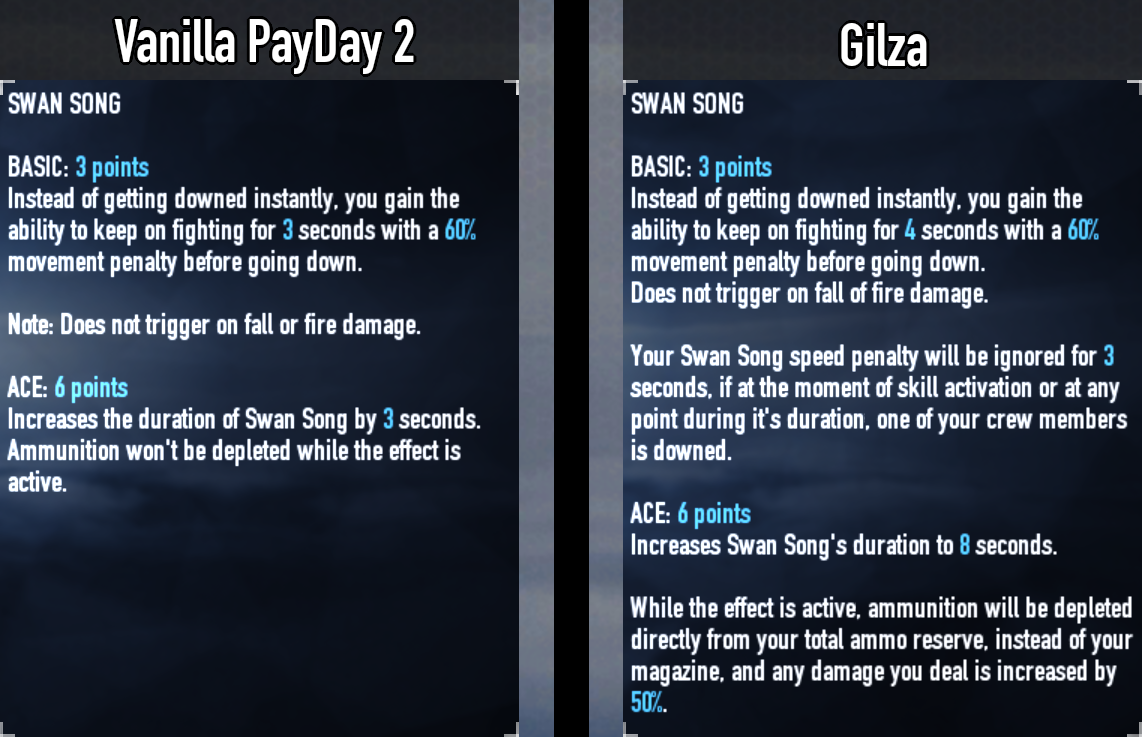 Vanilla PayDay 2
SWAN SONG
BASIC: 3 points
Instead of getting downed instantly, you gain the
ability to keep on fighting for 3 seconds with a 60%
movement penalty before going down.
Note: Does not trigger on fall or fire damage.
ACE: 6 points
Increases the duration of Swan Song by 3 seconds.
Ammunition won't be depleted while the effect is
active.
Gilza
SWAN SONG
BASIC: 3 points
Instead of getting downed instantly, you gain the
ability to keep on fighting for 4 seconds with a 60%
movement penalty before going down.
Does not trigger on fall of fire damage.
Your Swan Song speed penalty will be ignored for 3
seconds, if at the moment of skill activation or at any
point during it's duration, one of your crew members
is downed.
ACE: 6 points
Increases Swan Song's duration to 8 seconds.
While the effect is active, ammunition will be depleted
directly from your total ammo reserve, instead of your
magazine, and any damage you deal is increased by
50%.